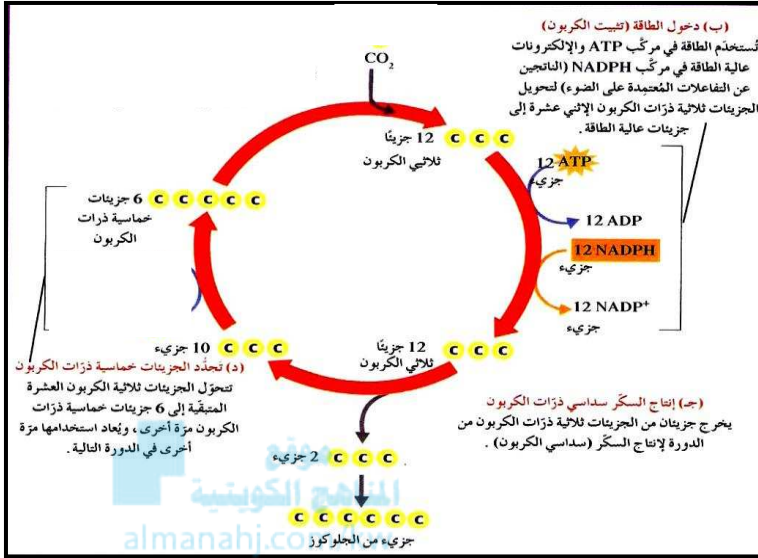 (ب) دخول الطاقة (تثبيت الكربون)
تُستخدَم الطاقة في مركَّب ATP والإلكترونات
عالية الطاقة في مركَّب NADPH (الناتجين
عن التفاعلات المُعتمِدة على الضوء) لتحويل
الجزيئات ثلاثية ذرّات الكربون الإثني عشرة إلى
جزيئات عالية الطاقة.
CO2
12 جزيئًا C C C
ثلاثيي الكربون
12 ATP
جزيء
12 ADP
12 NADPH
جزيء
12 NADP+
جزيء
6 جزيئات C C C C C
خماسية ذرات
الكربون
10 جزيء C C C
12 جزيئًا C C C
ثلاثي الكربون
(د) تجدُّد الجزيئات خماسية ذرّات الكربون
تتحوّل الجزيئات ثلاثية الكربون العشرة
المتبقّية إلى 6 جزيئات خماسية ذرّات
الكربون مرّة أخرى، ويُعاد استخدامها مرّة
أخرى في الدورة التالية.
(جـ) إنتاج السكّر سداسي ذرّات الكربون
يخرج جزيئان من الجزيئات ثلاثية ذرّات الكربون من
الدورة لإنتاج السكّر (سداسي الكربون).
2 جزيء C C C
C C C C C C
جزيء من الجلوكوز
موقع
المناهج الكويتية
almanahj.com/kw